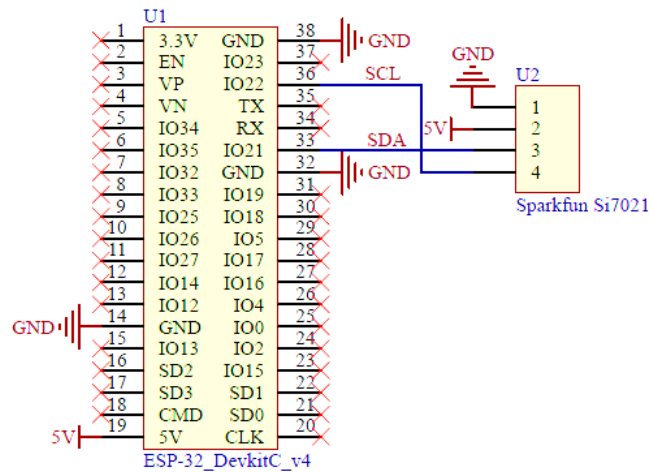 U1
1 3.3V GND 38 GND
2 EN IO23 37
3 VP IO22 36 SCL
4 VN TX 35
5 IO34 RX 34
6 IO35 IO21 33 SDA
7 IO32 GND 32 GND
8 IO33 IO19 31
9 IO25 IO18 30
10 IO26 IO5 29
11 IO27 IO17 28
12 IO14 IO16 27
13 IO12 IO4 26
GND 14 GND IO0 25
15 IO13 IO2 24
16 SD2 IO15 23
17 SD3 SD1 22
18 CMD SD0 21
5V 19 5V CLK 20
ESP-32_DevkitC_v4
GND
U2
1
5V 2
3
4
Sparkfun Si7021